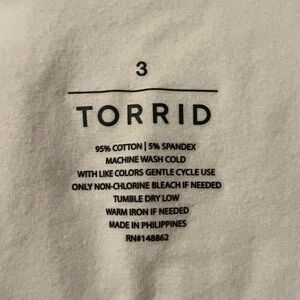 3
TORRID
95% COTTON | 5% SPANDEX
MACHINE WASH COLD
WITH LIKE COLORS GENTLE CYCLE USE
ONLY NON-CHLORINE BLEACH IF NEEDED
TUMBLE DRY LOW
WARM IRON IF NEEDED
MADE IN PHILIPPINES
RN#148862